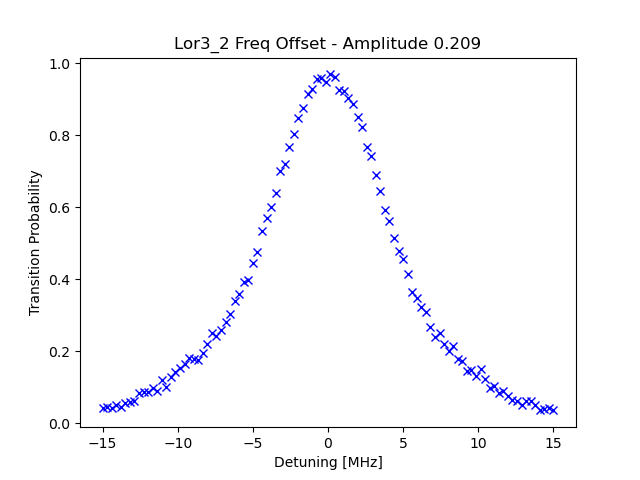 Lor3_2 Freq Offset - Amplitude 0.209
1.0
0.8
0.6
0.4
0.2
0.0
Transition Probability
−15 −10 −5 0 5 10 15
Detuning [MHz]